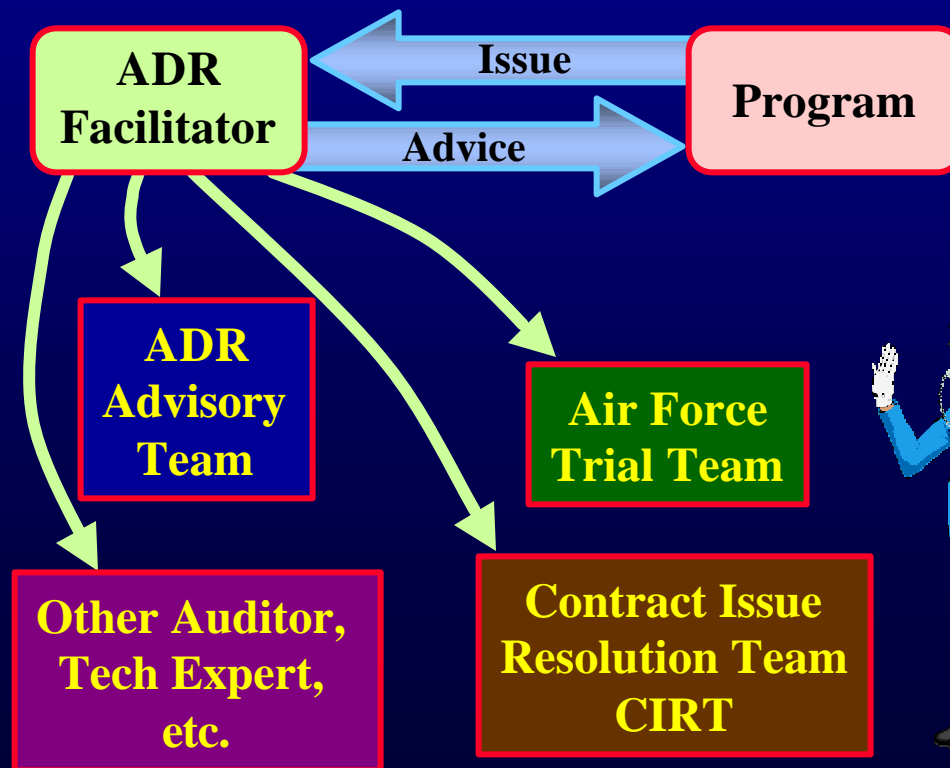 ADR
Facilitator
Issue
Advice
Program
ADR
Advisory
Team
Air Force
Trial Team
Other Auditor,
Tech Expert,
etc.
Contract Issue
Resolution Team
CIRT